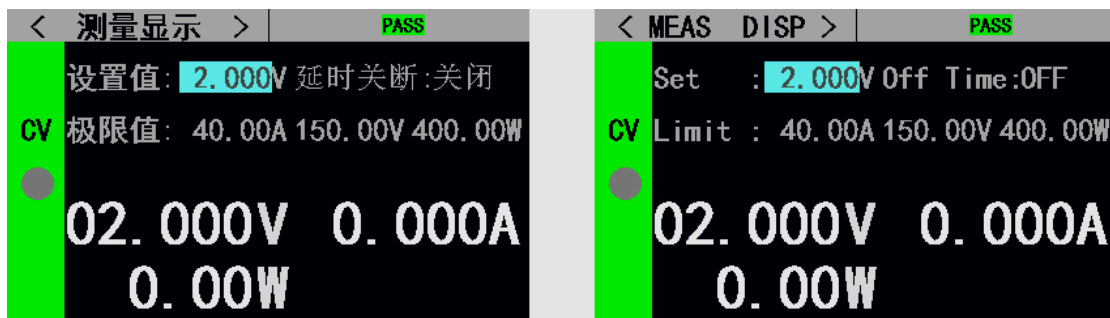 < 测量显示 > PASS
设置值: 2.000V 延时关断:关闭
CV 极限值: 40.00A 150.00V 400.00W
02.000V 0.000A
0.00W
< MEAS DISP > PASS
Set : 2.000V Off Time:OFF
CV Limit : 40.00A 150.00V 400.00W
02.000V 0.000A
0.00W